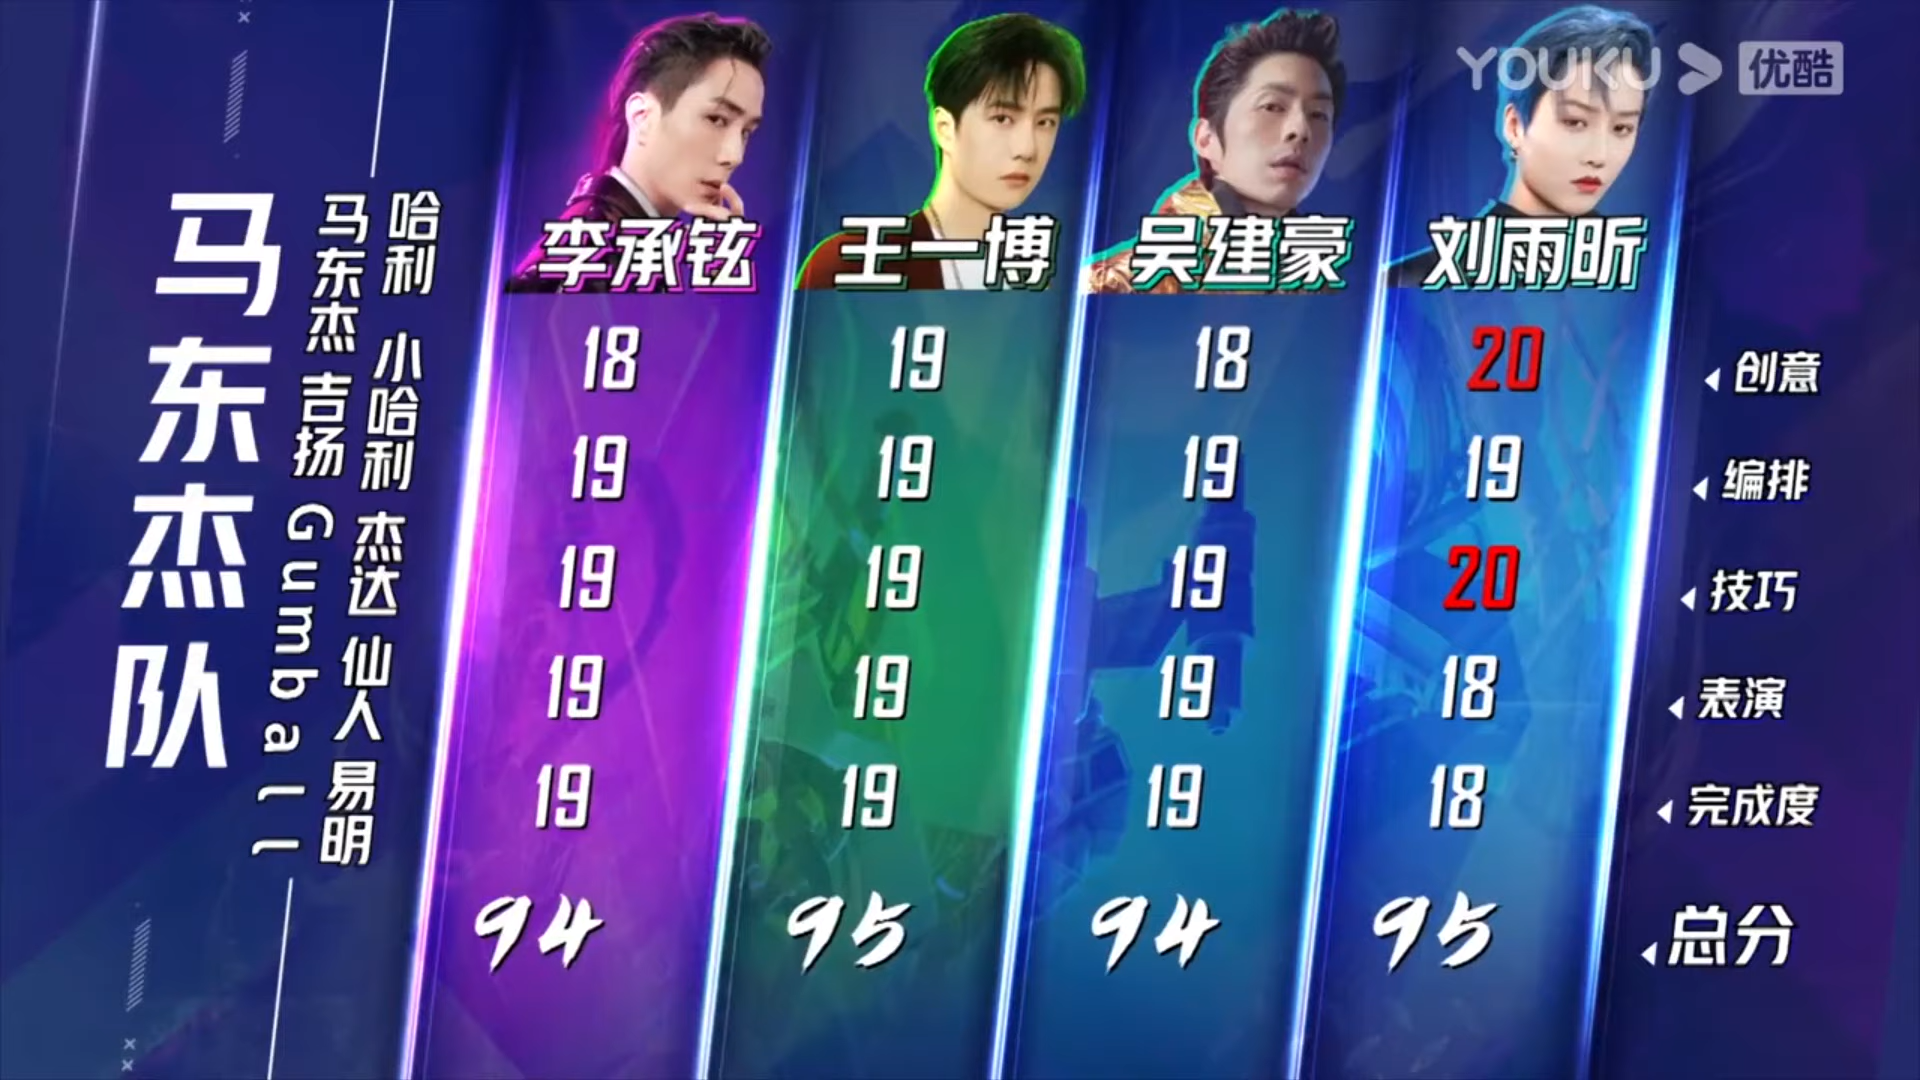 YOUKU 优酷
马东杰队
哈利 小哈利 杰达 仙人 易明
马东杰 吉扬 Gumball
李承铉 王一博 吴建豪 刘雨昕
18 19 18 20 创意
19 19 19 19 编排
19 19 19 20 技巧
19 19 19 18 表演
19 19 19 18 完成度
94 95 94 95 总分